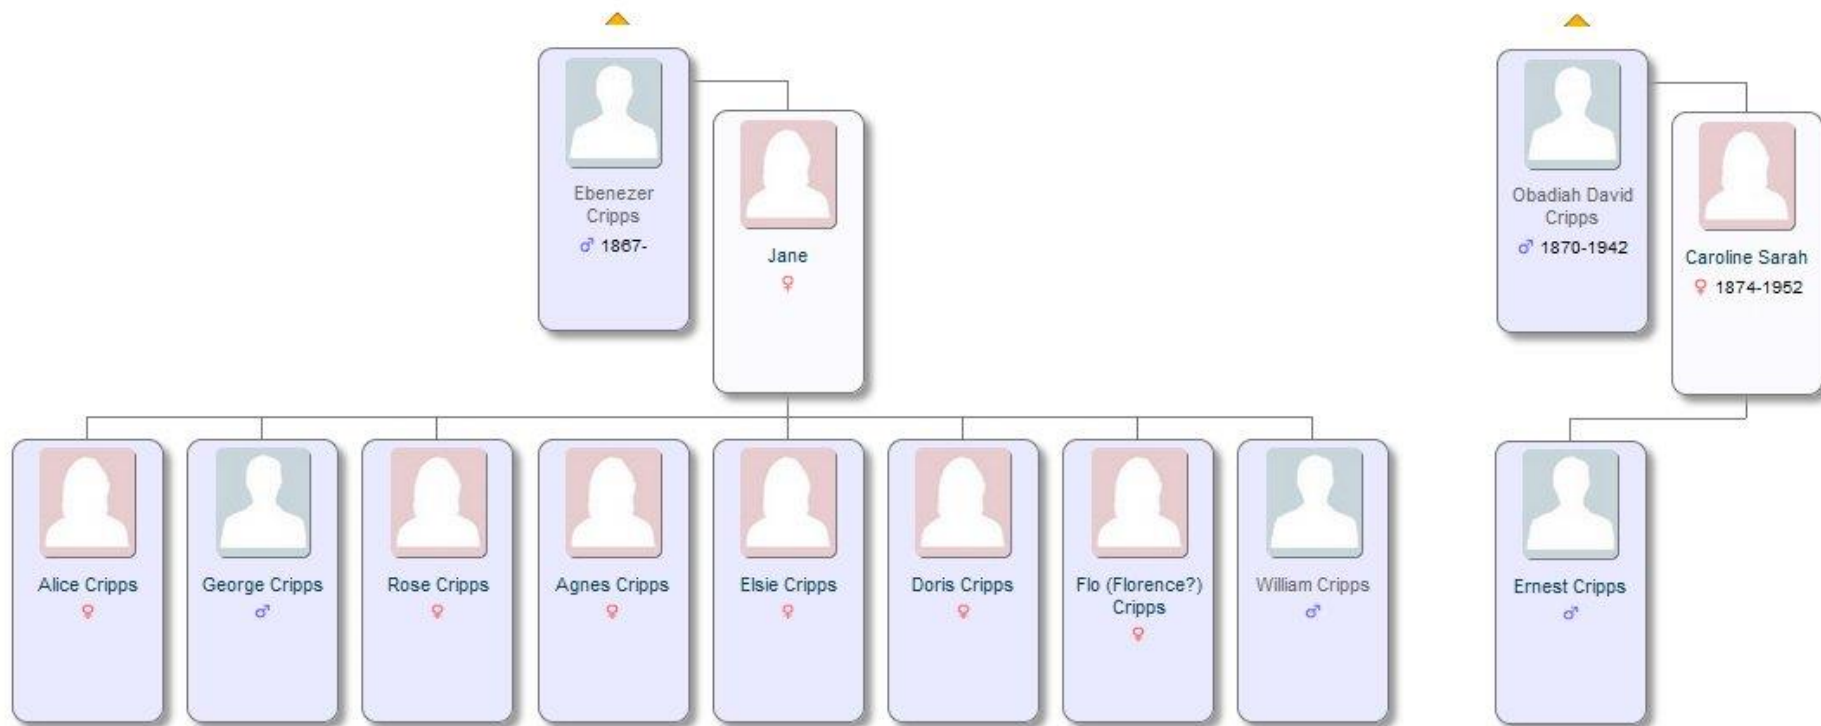 Ebenezer
Cripps
♂ 1867-
Jane
♀
Obadiah David
Cripps
♂ 1870-1942
Caroline Sarah
♀ 1874-1952
Alice Cripps
♀
George Cripps
♂
Rose Cripps
♀
Agnes Cripps
♀
Elsie Cripps
♀
Doris Cripps
♀
Flo (Florence?)
Cripps
♀
William Cripps
♂
Ernest Cripps
♂